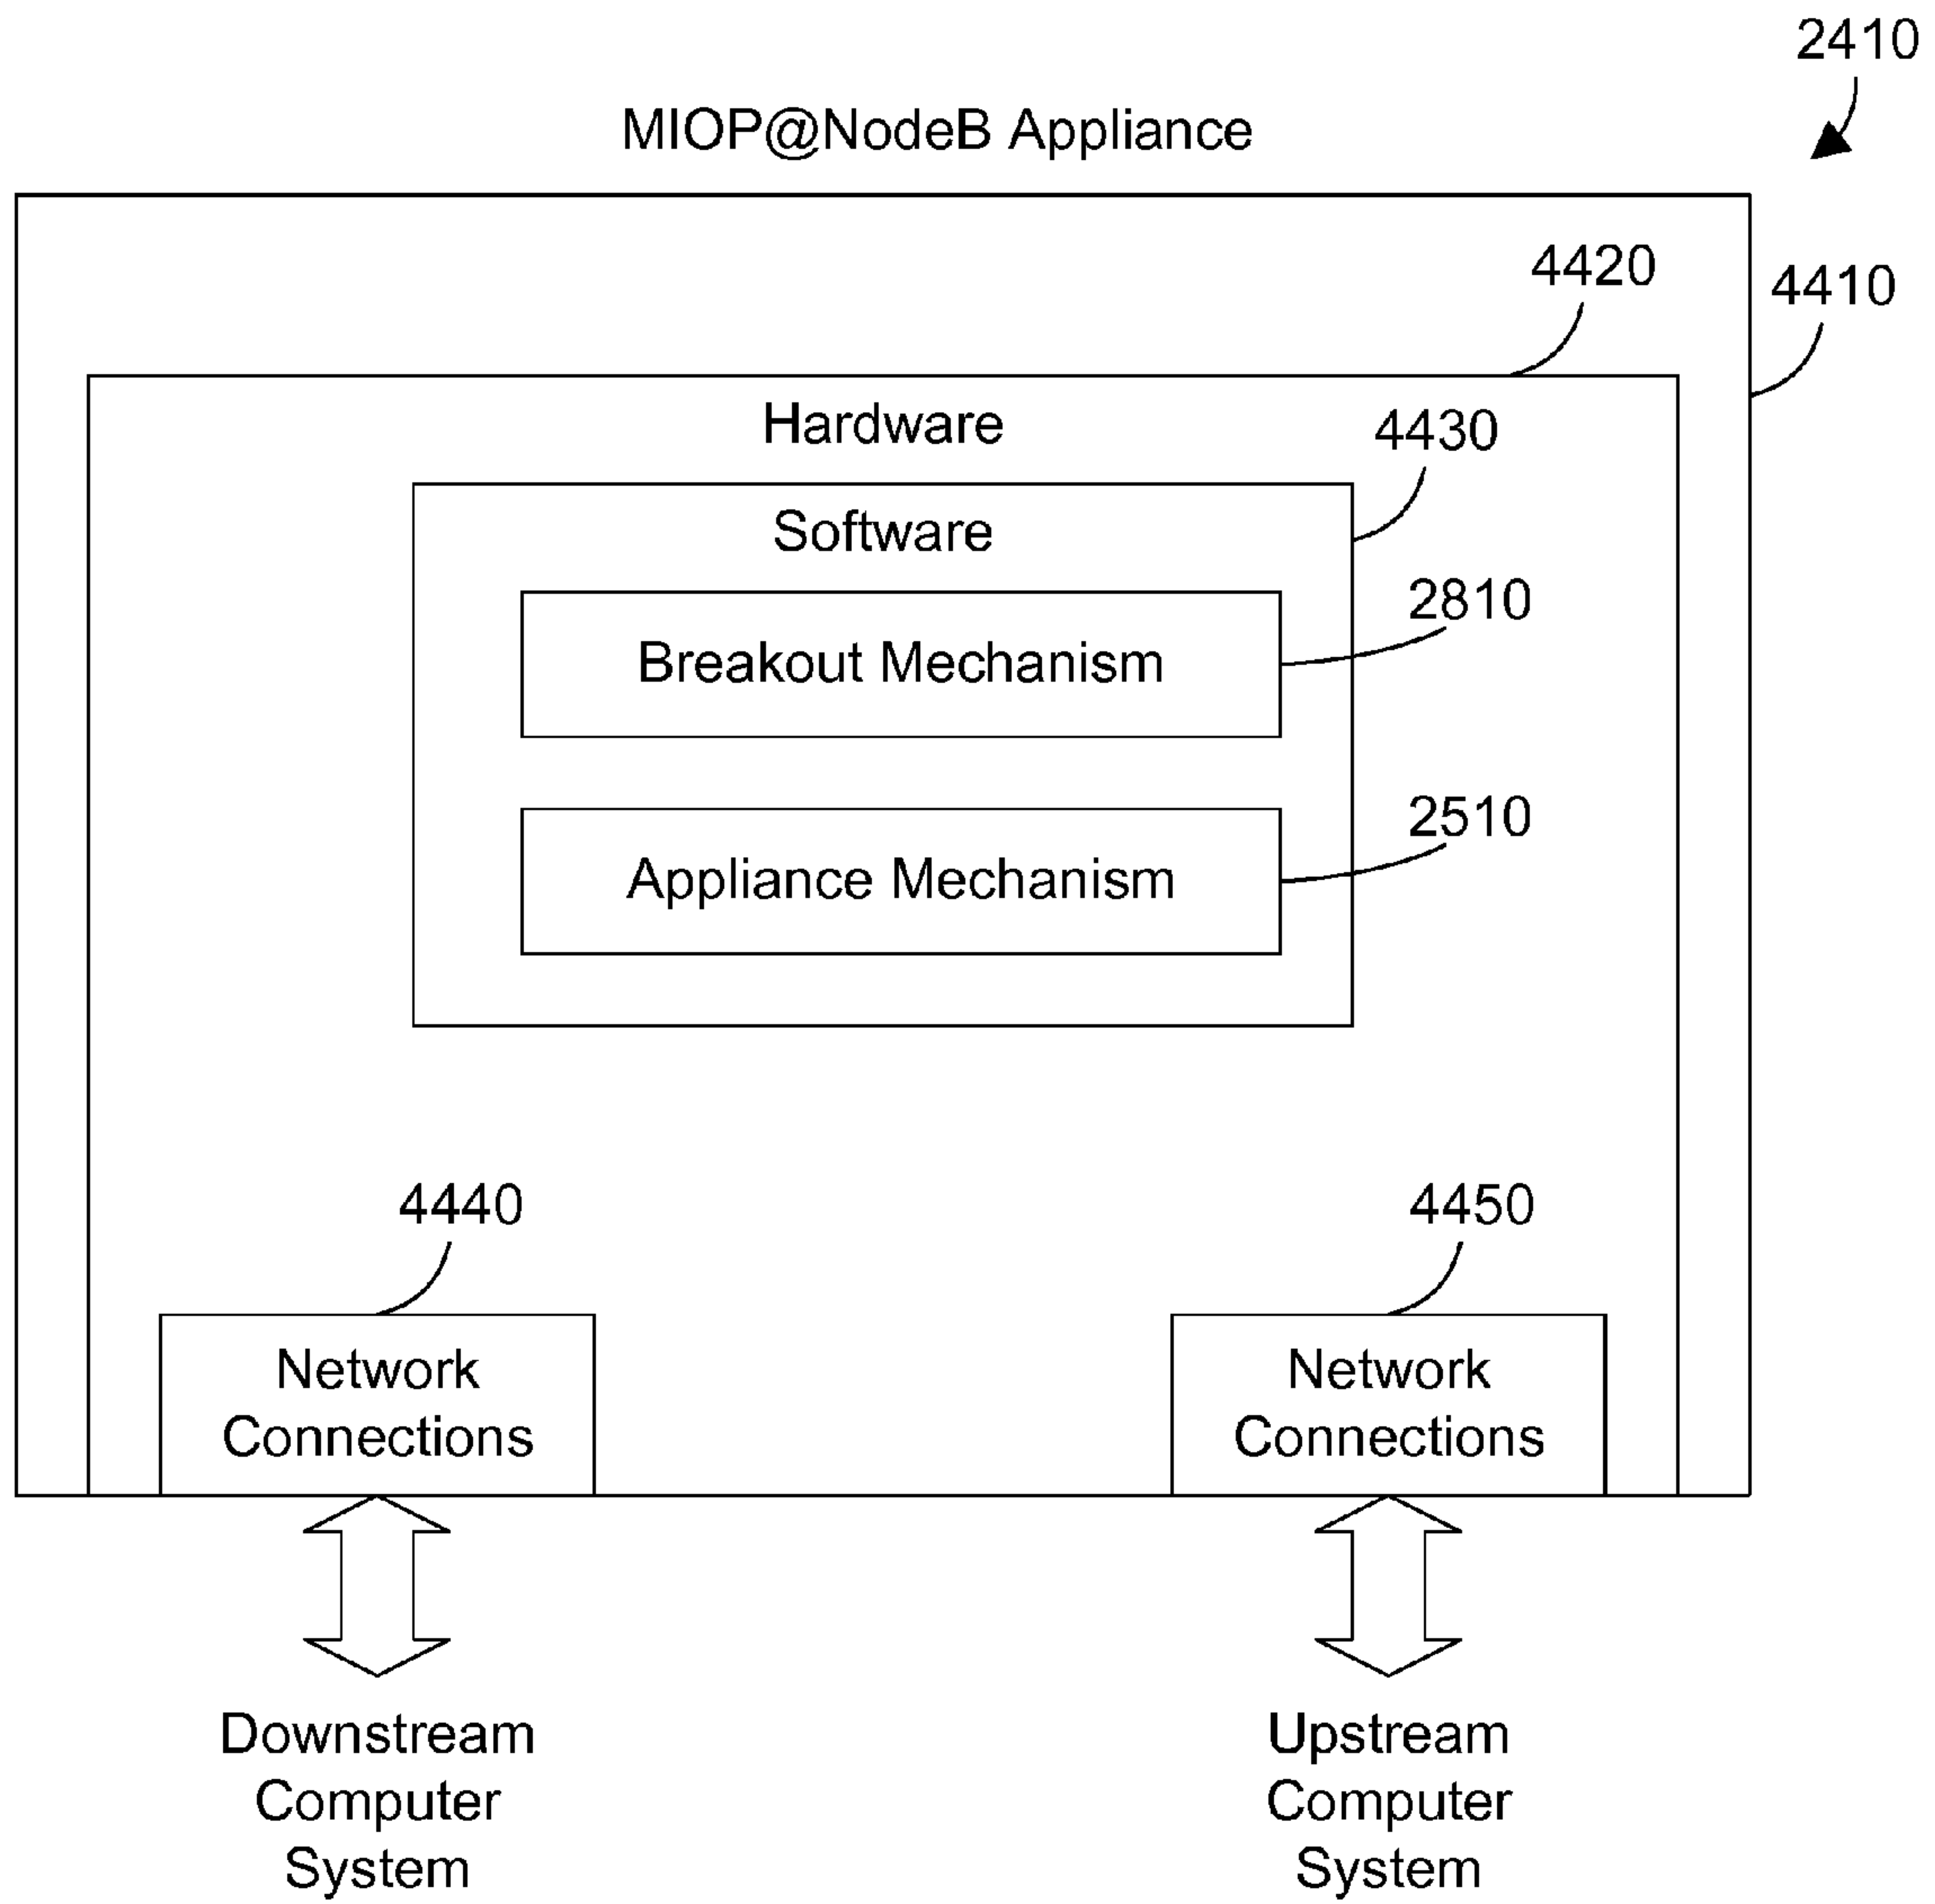 2410
MIOP@NodeB Appliance
4420
4410
Hardware
4430
Software
2810
Breakout Mechanism
2510
Appliance Mechanism
4440
4450
Network
Connections
Network
Connections
Downstream
Computer
System
Upstream
Computer
System